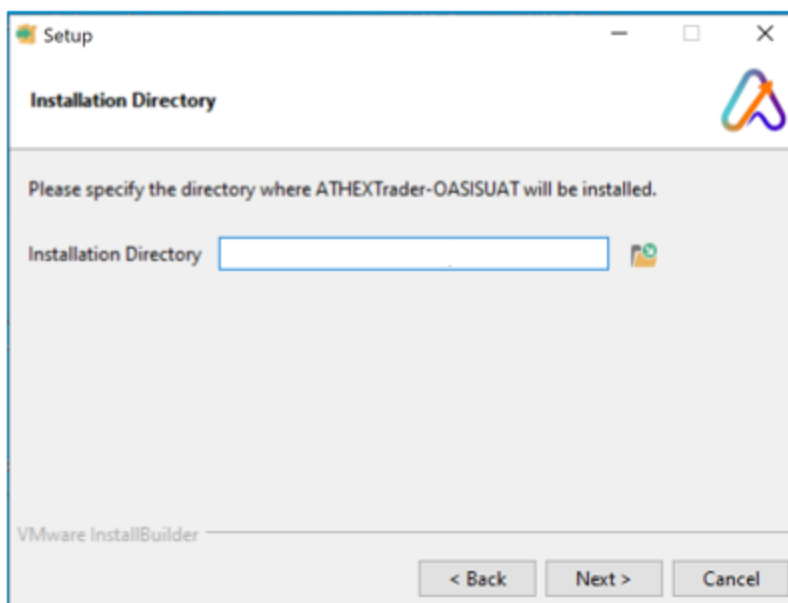 Setup
Installation Directory
Please specify the directory where ATHEXTrader-OASISUAT will be installed.
Installation Directory
VMware InstallBuilder
< Back Next > Cancel